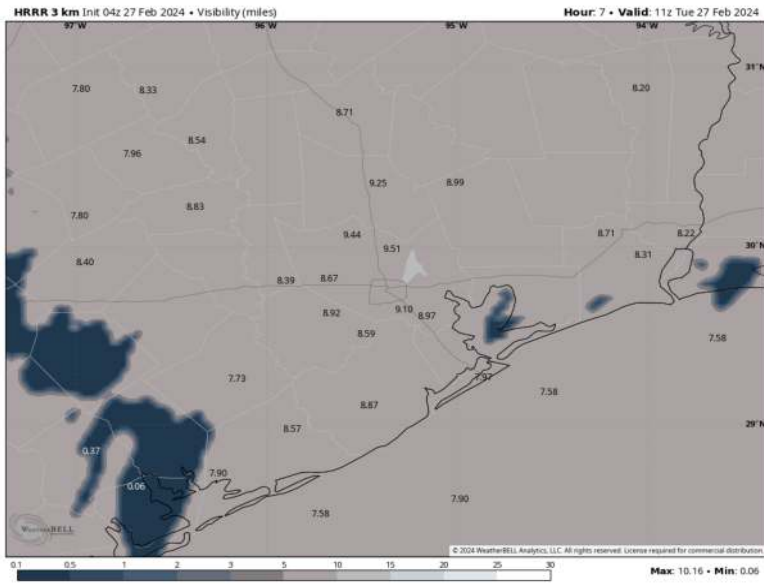 HRRR 3 km Init 04z 27 Feb 2024 • Visibility (miles) Hour: 7 • Valid: 11z Tue 27 Feb 2024
97°W 96°W 95°W 94°W
31°N
7.80 8.33 8.20
8.71
8.54
7.96
9.25 8.99
8.83
7.80
9.44 8.71 8.22
9.51 30°N
8.40 8.31
8.39 8.67
8.92 9.10 8.97
8.59 7.58
7.73 7.97
7.58
8.87
8.57 29°N
0.37
7.90
0.06
7.90
7.58
WeatherBELL
© 2024 WeatherBELL Analytics, LLC. All rights reserved. License required for commercial distribution.
0.1 0.5 1 2 3 5 10 15 20 25 30
Max: 10.16 • Min: 0.06